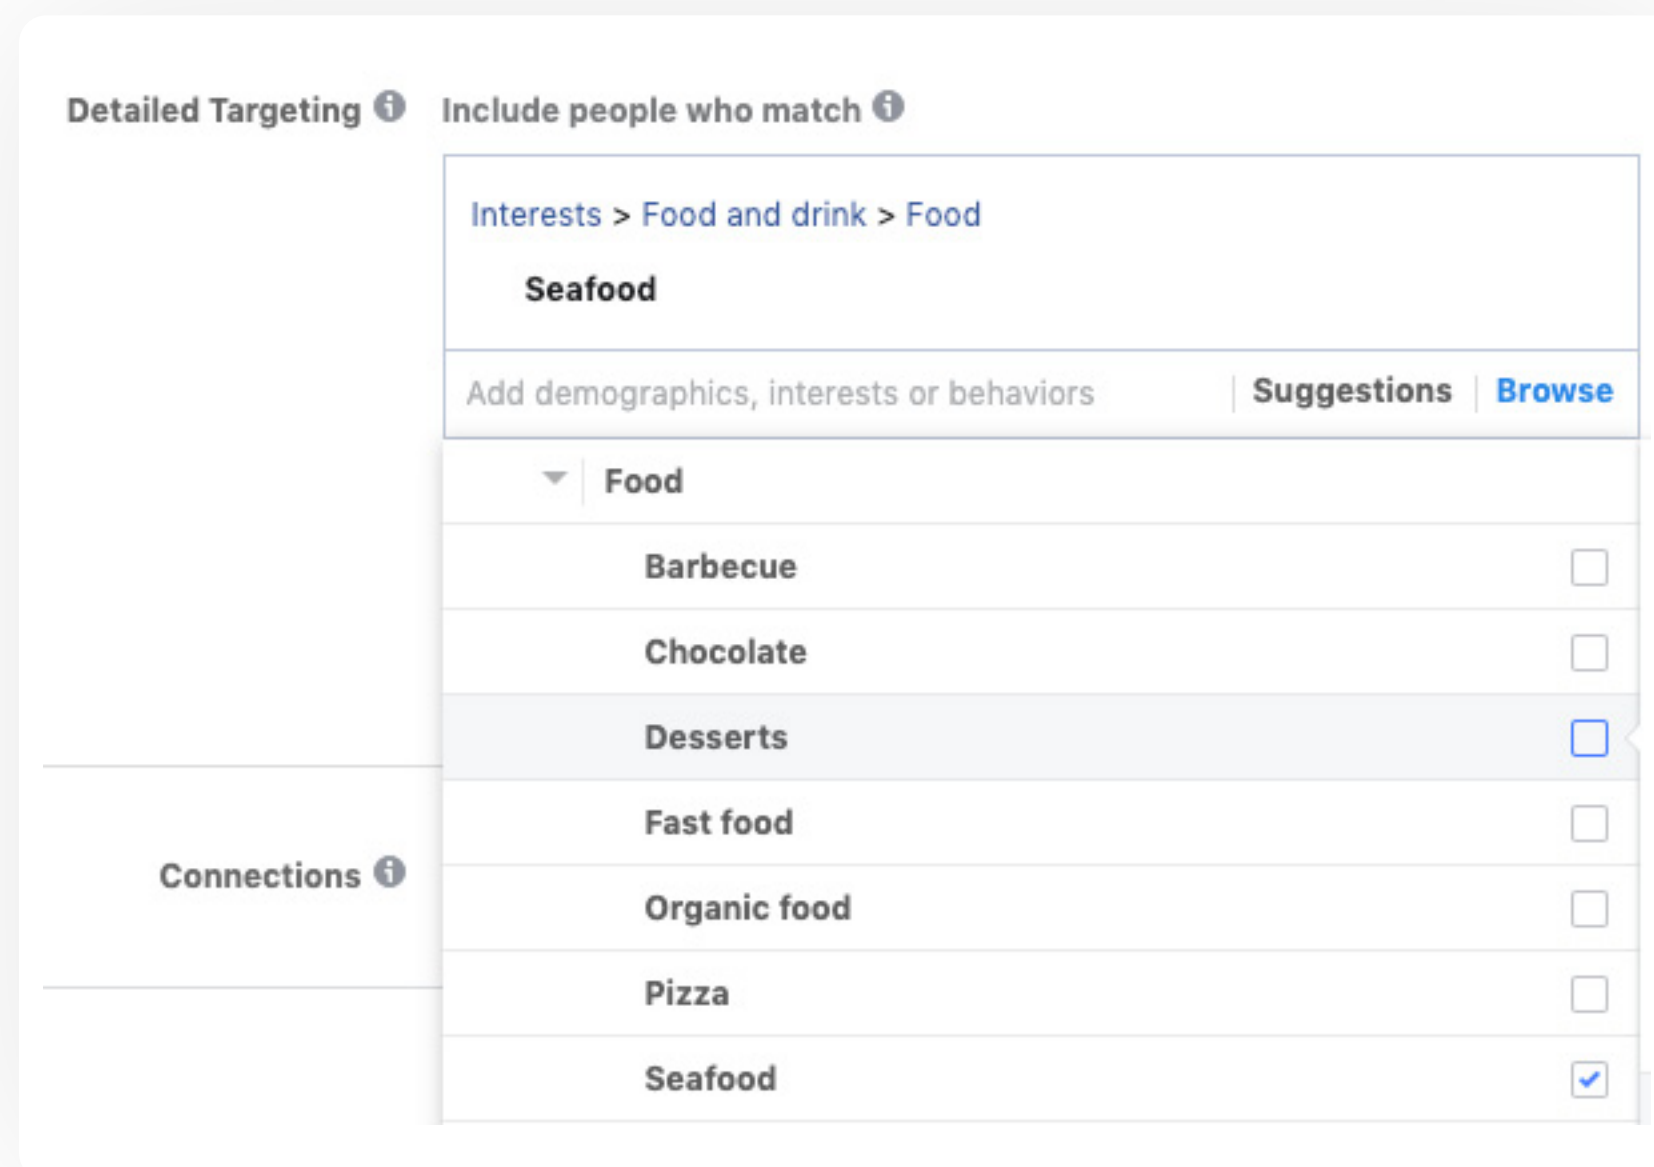 Detailed Targeting
Include people who match
Interests > Food and drink > Food
Seafood
Add demographics, interests or behaviors
Suggestions
Browse
Food
Barbecue
Chocolate
Desserts
Fast food
Organic food
Pizza
Seafood
Connections